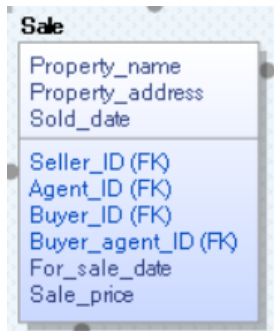 Sale
Property_name
Property_address
Sold_date
Seller_ID (FK)
Agent_ID (FK)
Buyer_ID (FK)
Buyer_agent_ID (FK)
For_sale_date
Sale_price